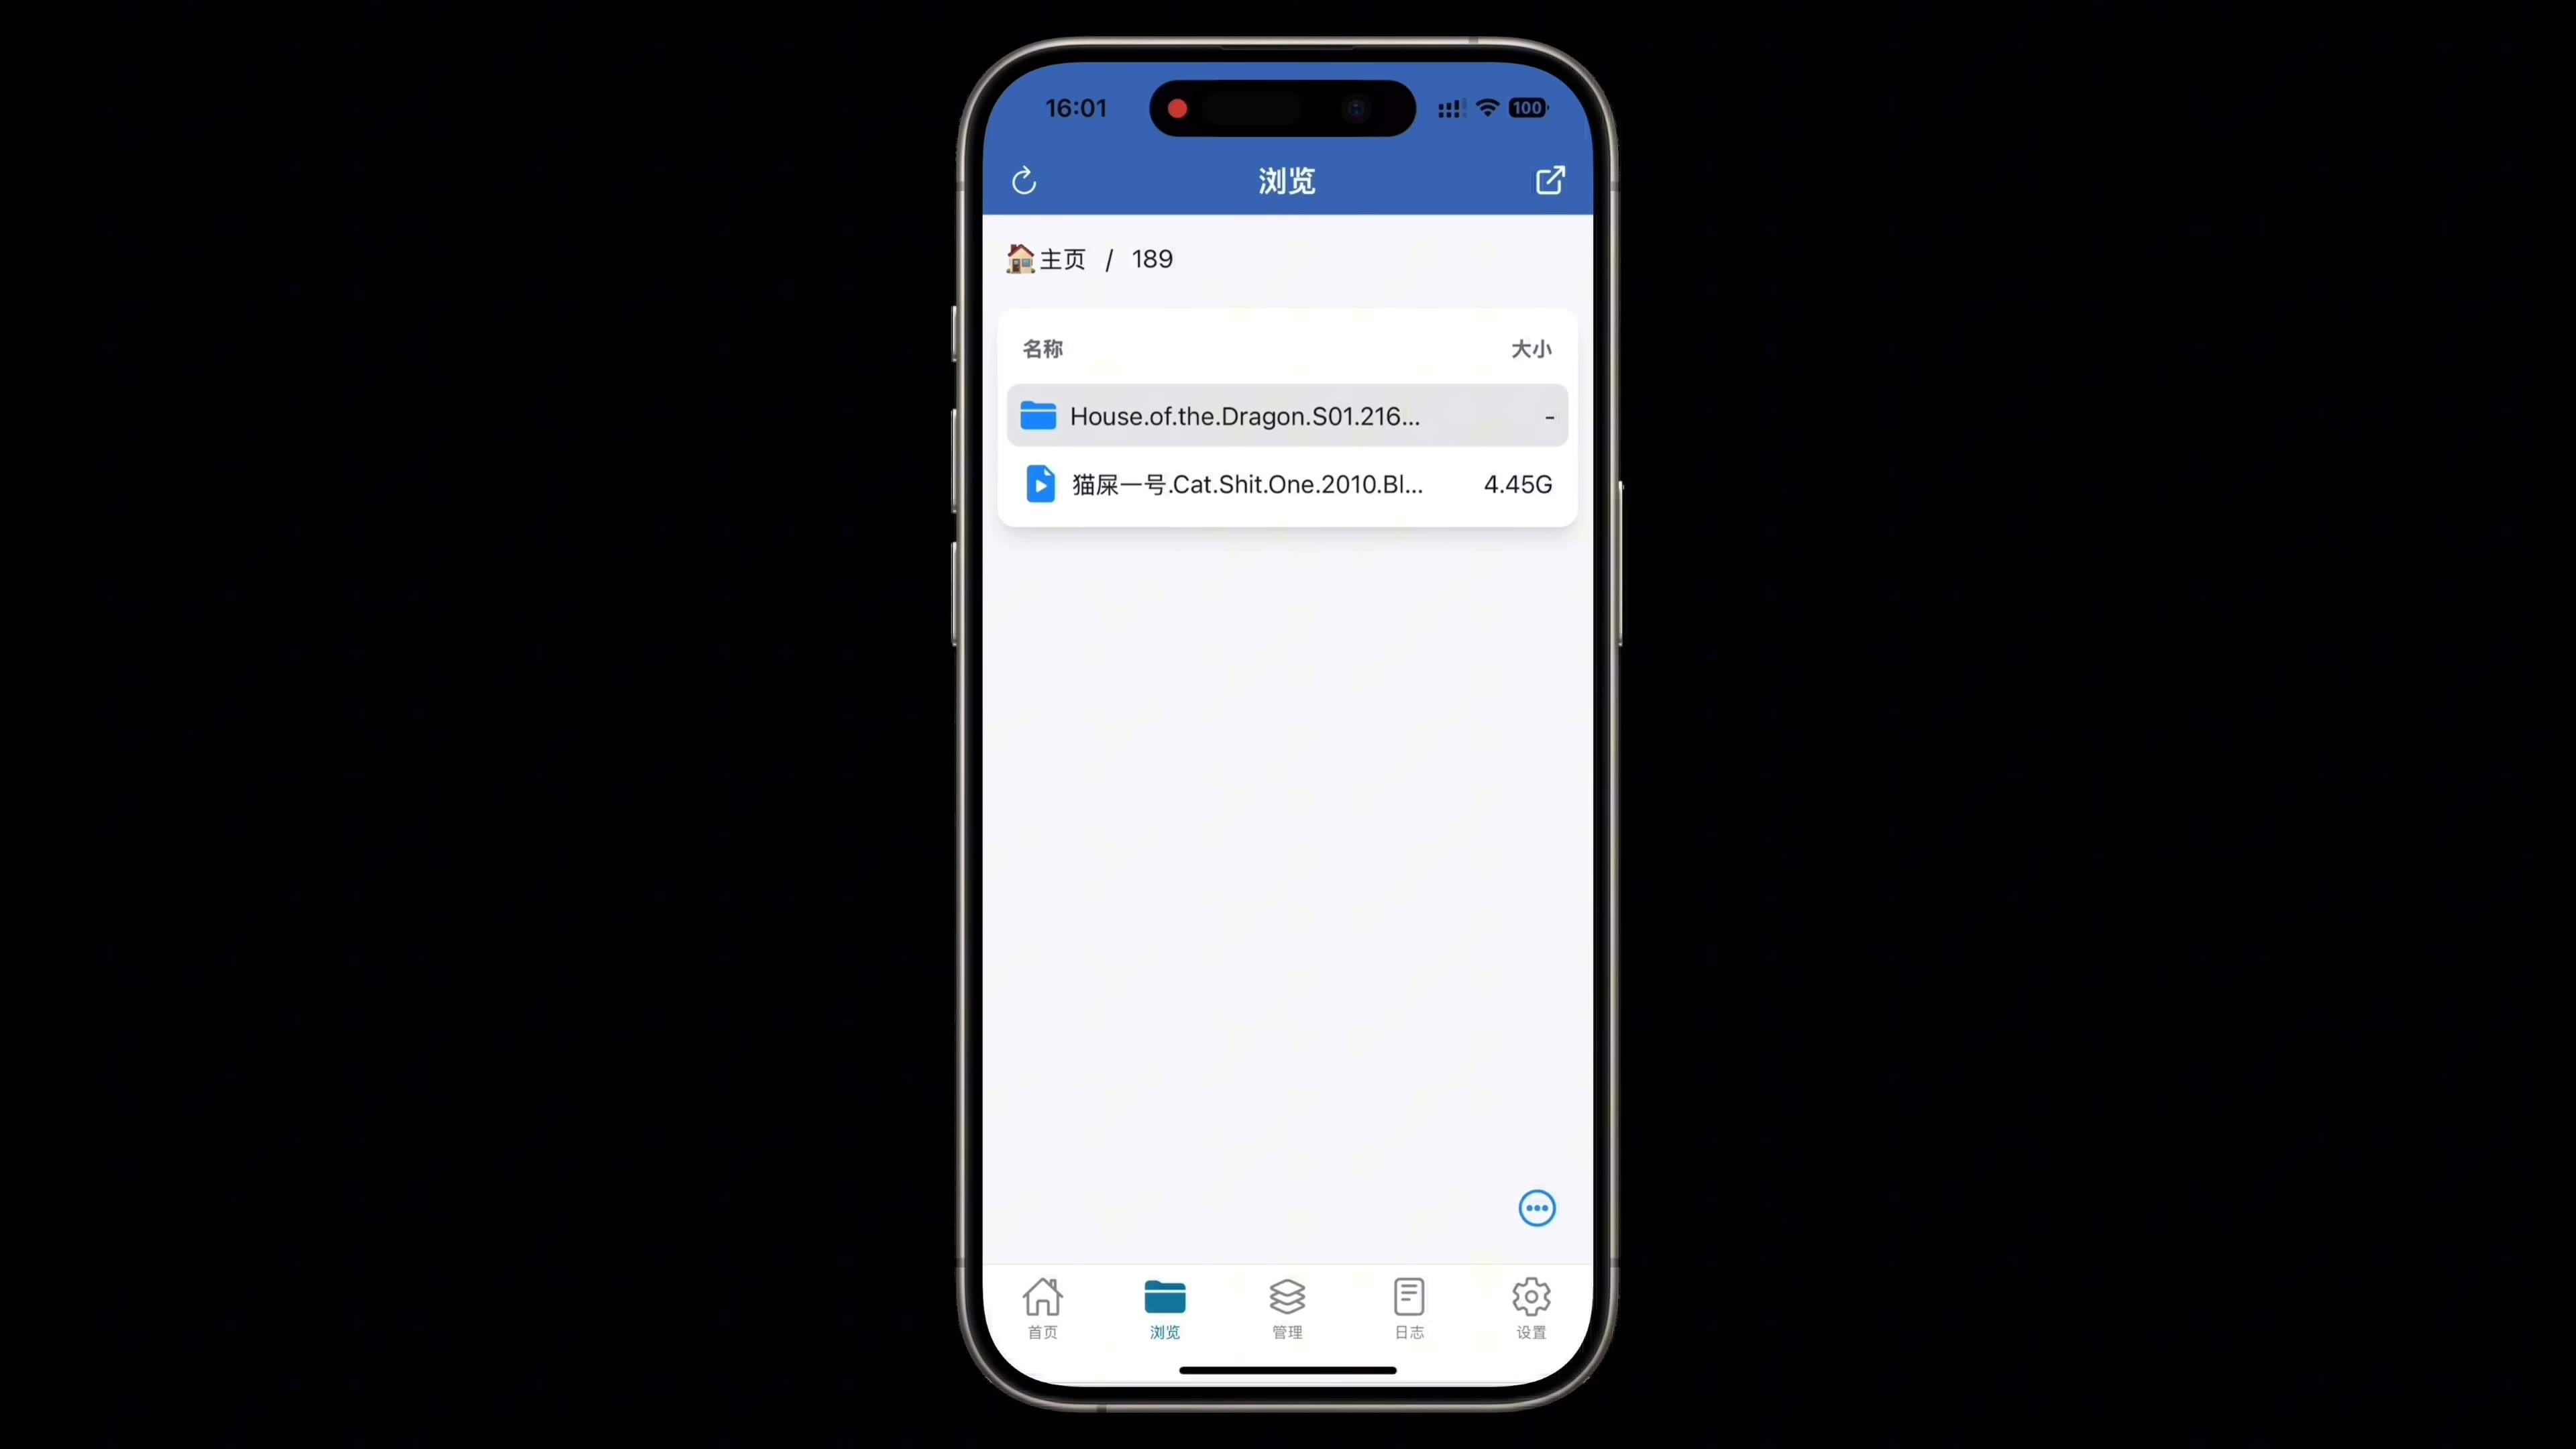 16:01
100
浏览
主页 / 189
名称 大小
House.of.the.Dragon.S01.216... -
猫屎一号.Cat.Shit.One.2010.Bl... 4.45G
首页 浏览 管理 日志 设置